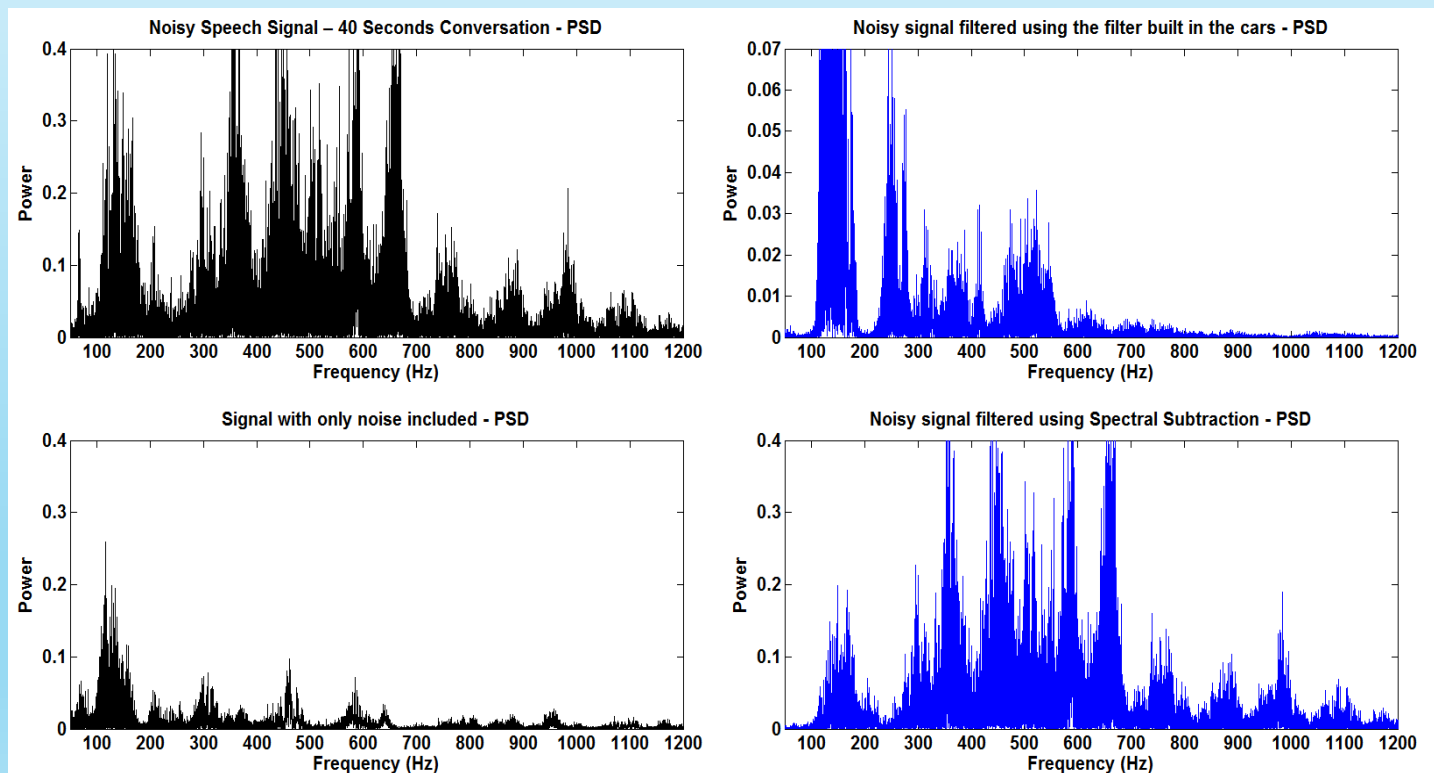 Noisy Speech Signal – 40 Seconds Conversation - PSD
0.4
0.3
0.2
0.1
0
Power
100 200 300 400 500 600 700 800 900 1000 1100 1200
Frequency (Hz)
Noisy signal filtered using the filter built in the cars - PSD
0.07
0.06
0.05
0.04
0.03
0.02
0.01
0
Power
100 200 300 400 500 600 700 800 900 1000 1100 1200
Frequency (Hz)
Signal with only noise included - PSD
0.4
0.3
0.2
0.1
0
Power
100 200 300 400 500 600 700 800 900 1000 1100 1200
Frequency (Hz)
Noisy signal filtered using Spectral Subtraction - PSD
0.4
0.3
0.2
0.1
0
Power
100 200 300 400 500 600 700 800 900 1000 1100 1200
Frequency (Hz)